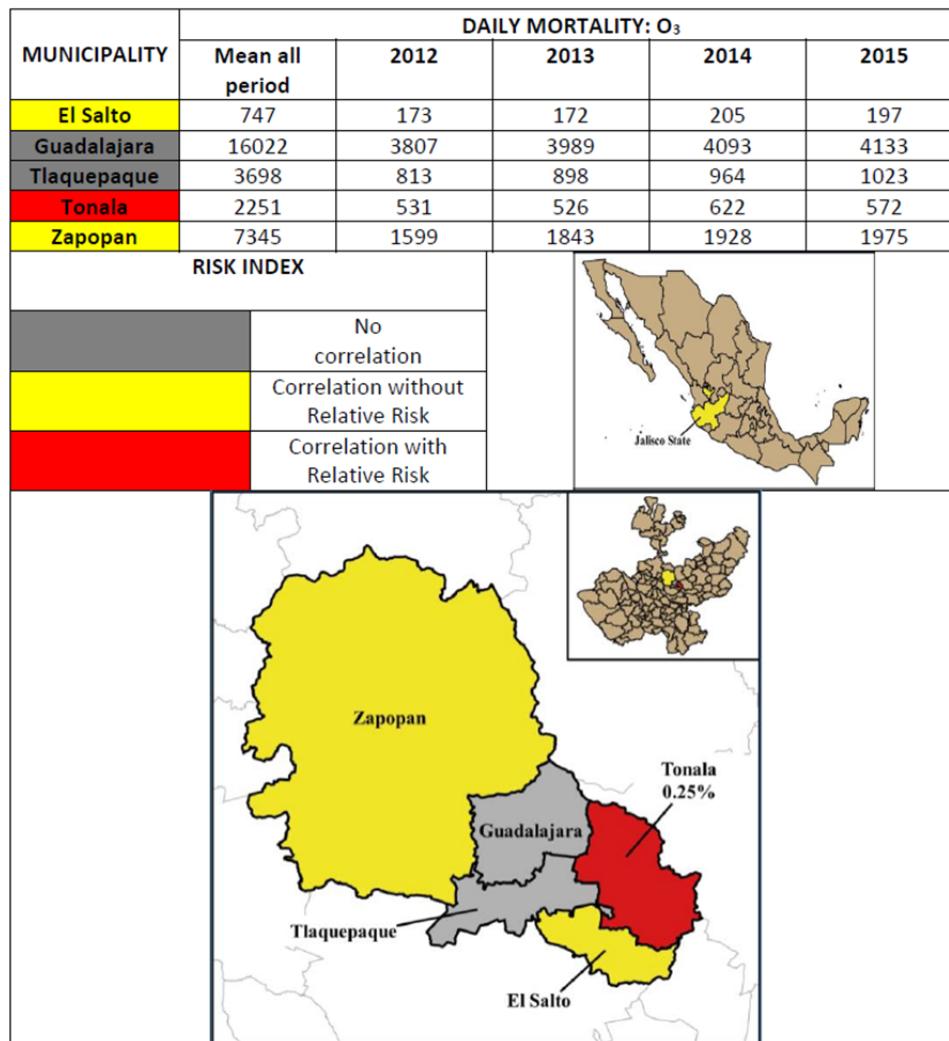 DAILY MORTALITY: O₃
MUNICIPALITY Mean all period 2012 2013 2014 2015
El Salto 747 173 172 205 197
Guadalajara 16022 3807 3989 4093 4133
Tlaquepaque 3698 813 898 964 1023
Tonala 2251 531 526 622 572
Zapopan 7345 1599 1843 1928 1975
RISK INDEX
No
correlation
Correlation without
Relative Risk
Correlation with
Relative Risk
Jalisco State
Zapopan
Tonala
0.25%
Guadalajara
Tlaquepaque
El Salto